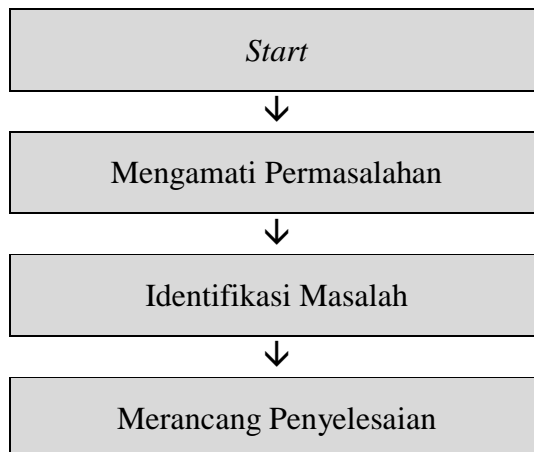 Start
Mengamati Permasalahan
Identifikasi Masalah
Merancang Penyelesaian